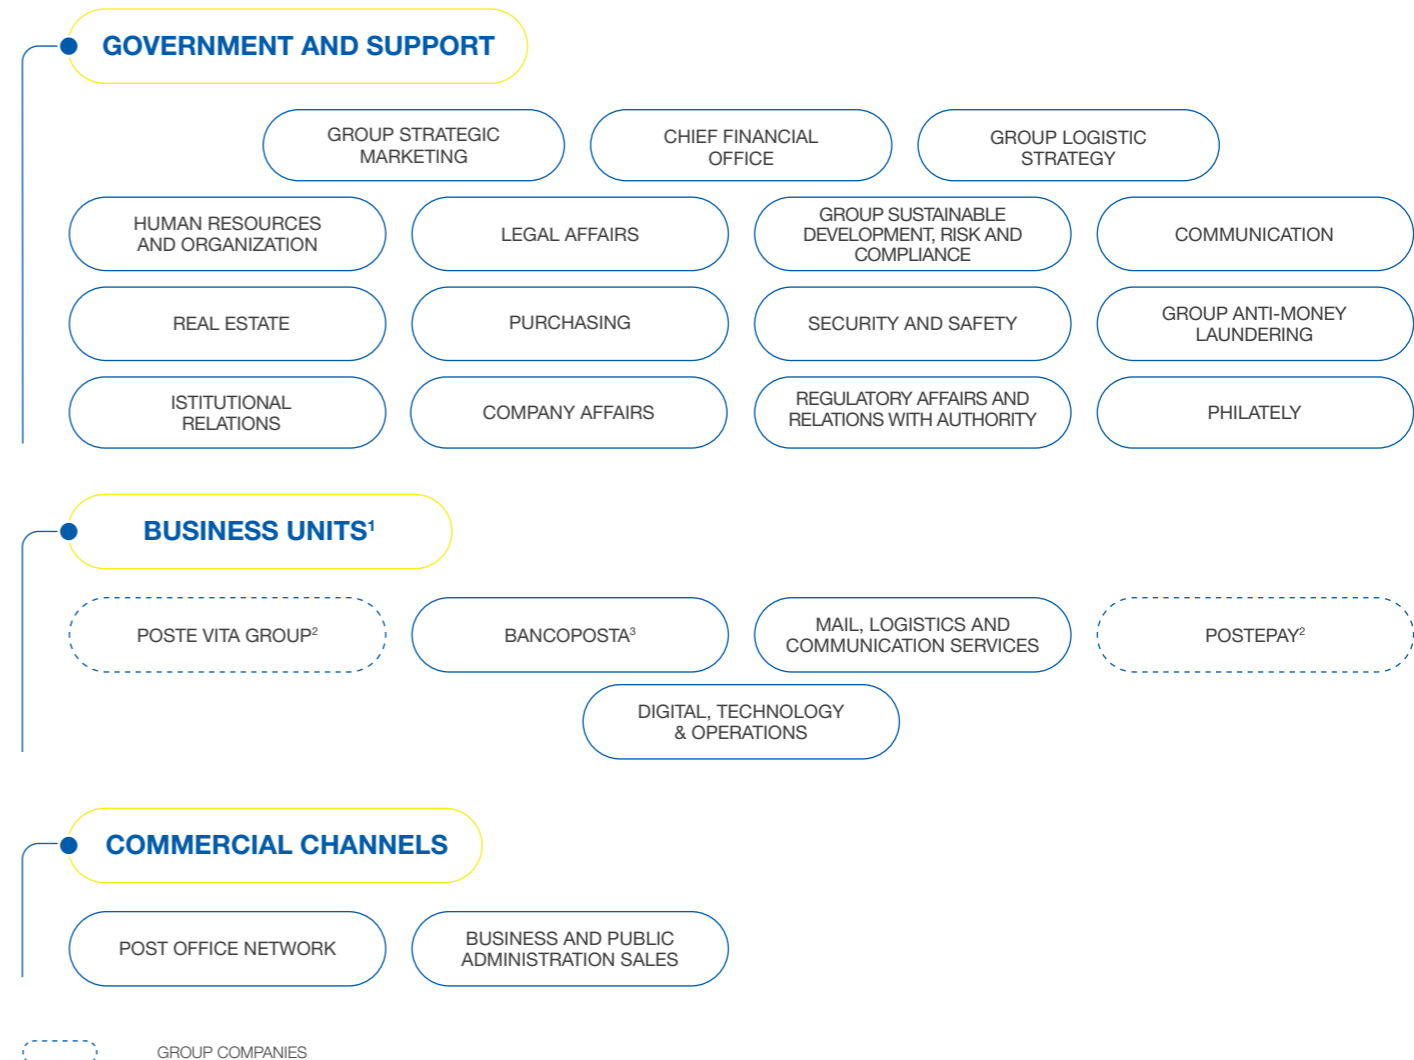 GOVERNMENT AND SUPPORT
GROUP STRATEGIC
MARKETING
CHIEF FINANCIAL
OFFICE
GROUP LOGISTIC
STRATEGY
HUMAN RESOURCES
AND ORGANIZATION
LEGAL AFFAIRS
GROUP SUSTAINABLE
DEVELOPMENT, RISK AND
COMPLIANCE
COMMUNICATION
REAL ESTATE
PURCHASING
SECURITY AND SAFETY
GROUP ANTI-MONEY
LAUNDERING
ISTITUTIONAL
RELATIONS
COMPANY AFFAIRS
REGULATORY AFFAIRS AND
RELATIONS WITH AUTHORITY
PHILATELY
BUSINESS UNITS¹
POSTE VITA GROUP²
BANCOPOSTA³
MAIL, LOGISTICS AND
COMMUNICATION SERVICES
POSTEPAY²
DIGITAL, TECHNOLOGY
& OPERATIONS
COMMERCIAL CHANNELS
POST OFFICE NETWORK
BUSINESS AND PUBLIC
ADMINISTRATION SALES
GROUP COMPANIES